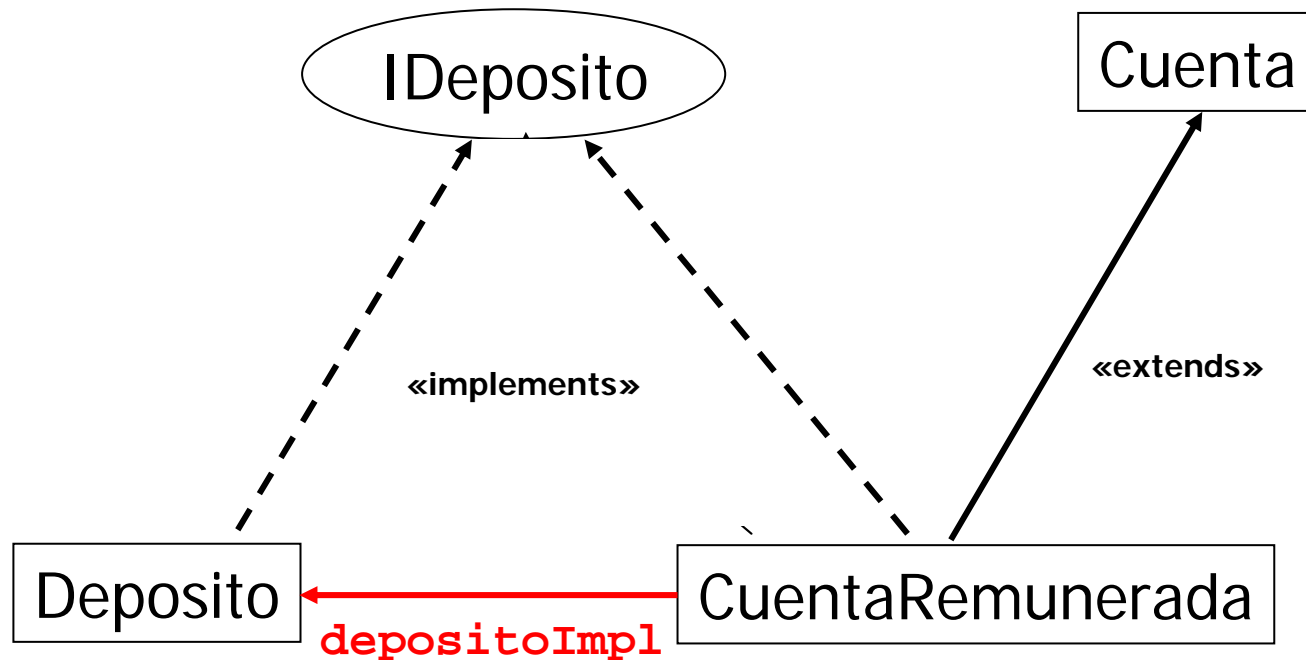 IDeposito
Cuenta
«implements»
«extends»
Deposito
CuentaRemunerada
depositoImpl